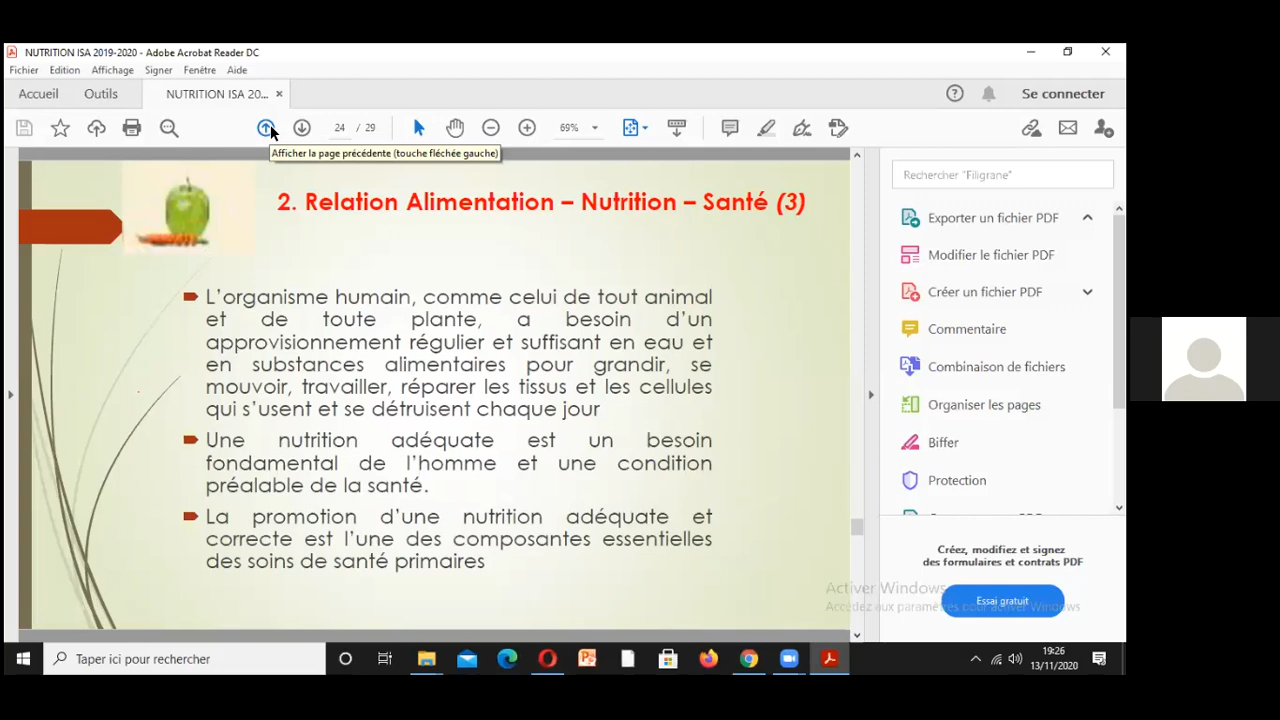 NUTRITION ISA 2019-2020 - Adobe Acrobat Reader DC
Fichier Edition Affichage Signer Fenêtre Aide
Accueil Outils NUTRITION ISA 20... × Se connecter
24 / 29 69%
Afficher la page précédente (touche fléchée gauche)
2. Relation Alimentation – Nutrition – Santé (3)
L'organisme humain, comme celui de tout animal
et de toute plante, a besoin d'un
approvisionnement régulier et suffisant en eau et
en substances alimentaires pour grandir, se
mouvoir, travailler, réparer les tissus et les cellules
qui s'usent et se détruisent chaque jour
Une nutrition adéquate est un besoin
fondamental de l'homme et une condition
préalable de la santé.
La promotion d'une nutrition adéquate et
correcte est l'une des composantes essentielles
des soins de santé primaires
Rechercher "Filigrane"
Exporter un fichier PDF
Modifier le fichier PDF
Créer un fichier PDF
Commentaire
Combinaison de fichiers
Organiser les pages
Biffer
Protection
Créez, modifiez et signez
des formulaires et contrats PDF
Essai gratuit
Activer Windows
Accédez aux paramètres pour activer Windows
Taper ici pour rechercher
19:26
13/11/2020